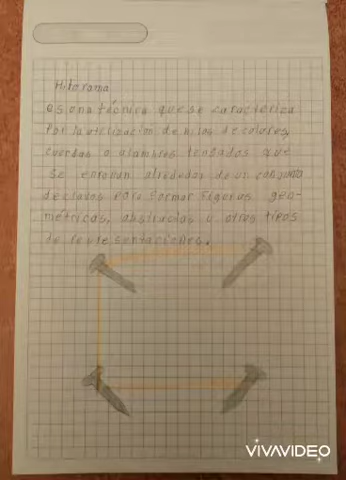 Hilorama
es una técnica que se caracteriza
Por la utilización de hilos de colores,
cuerdas o alambres tensados que
se enrollan alrededor de un conjunto
de clavos para formar figuras geo-
métricas, abstractas u otros tipos
de
VIVAVIDEO